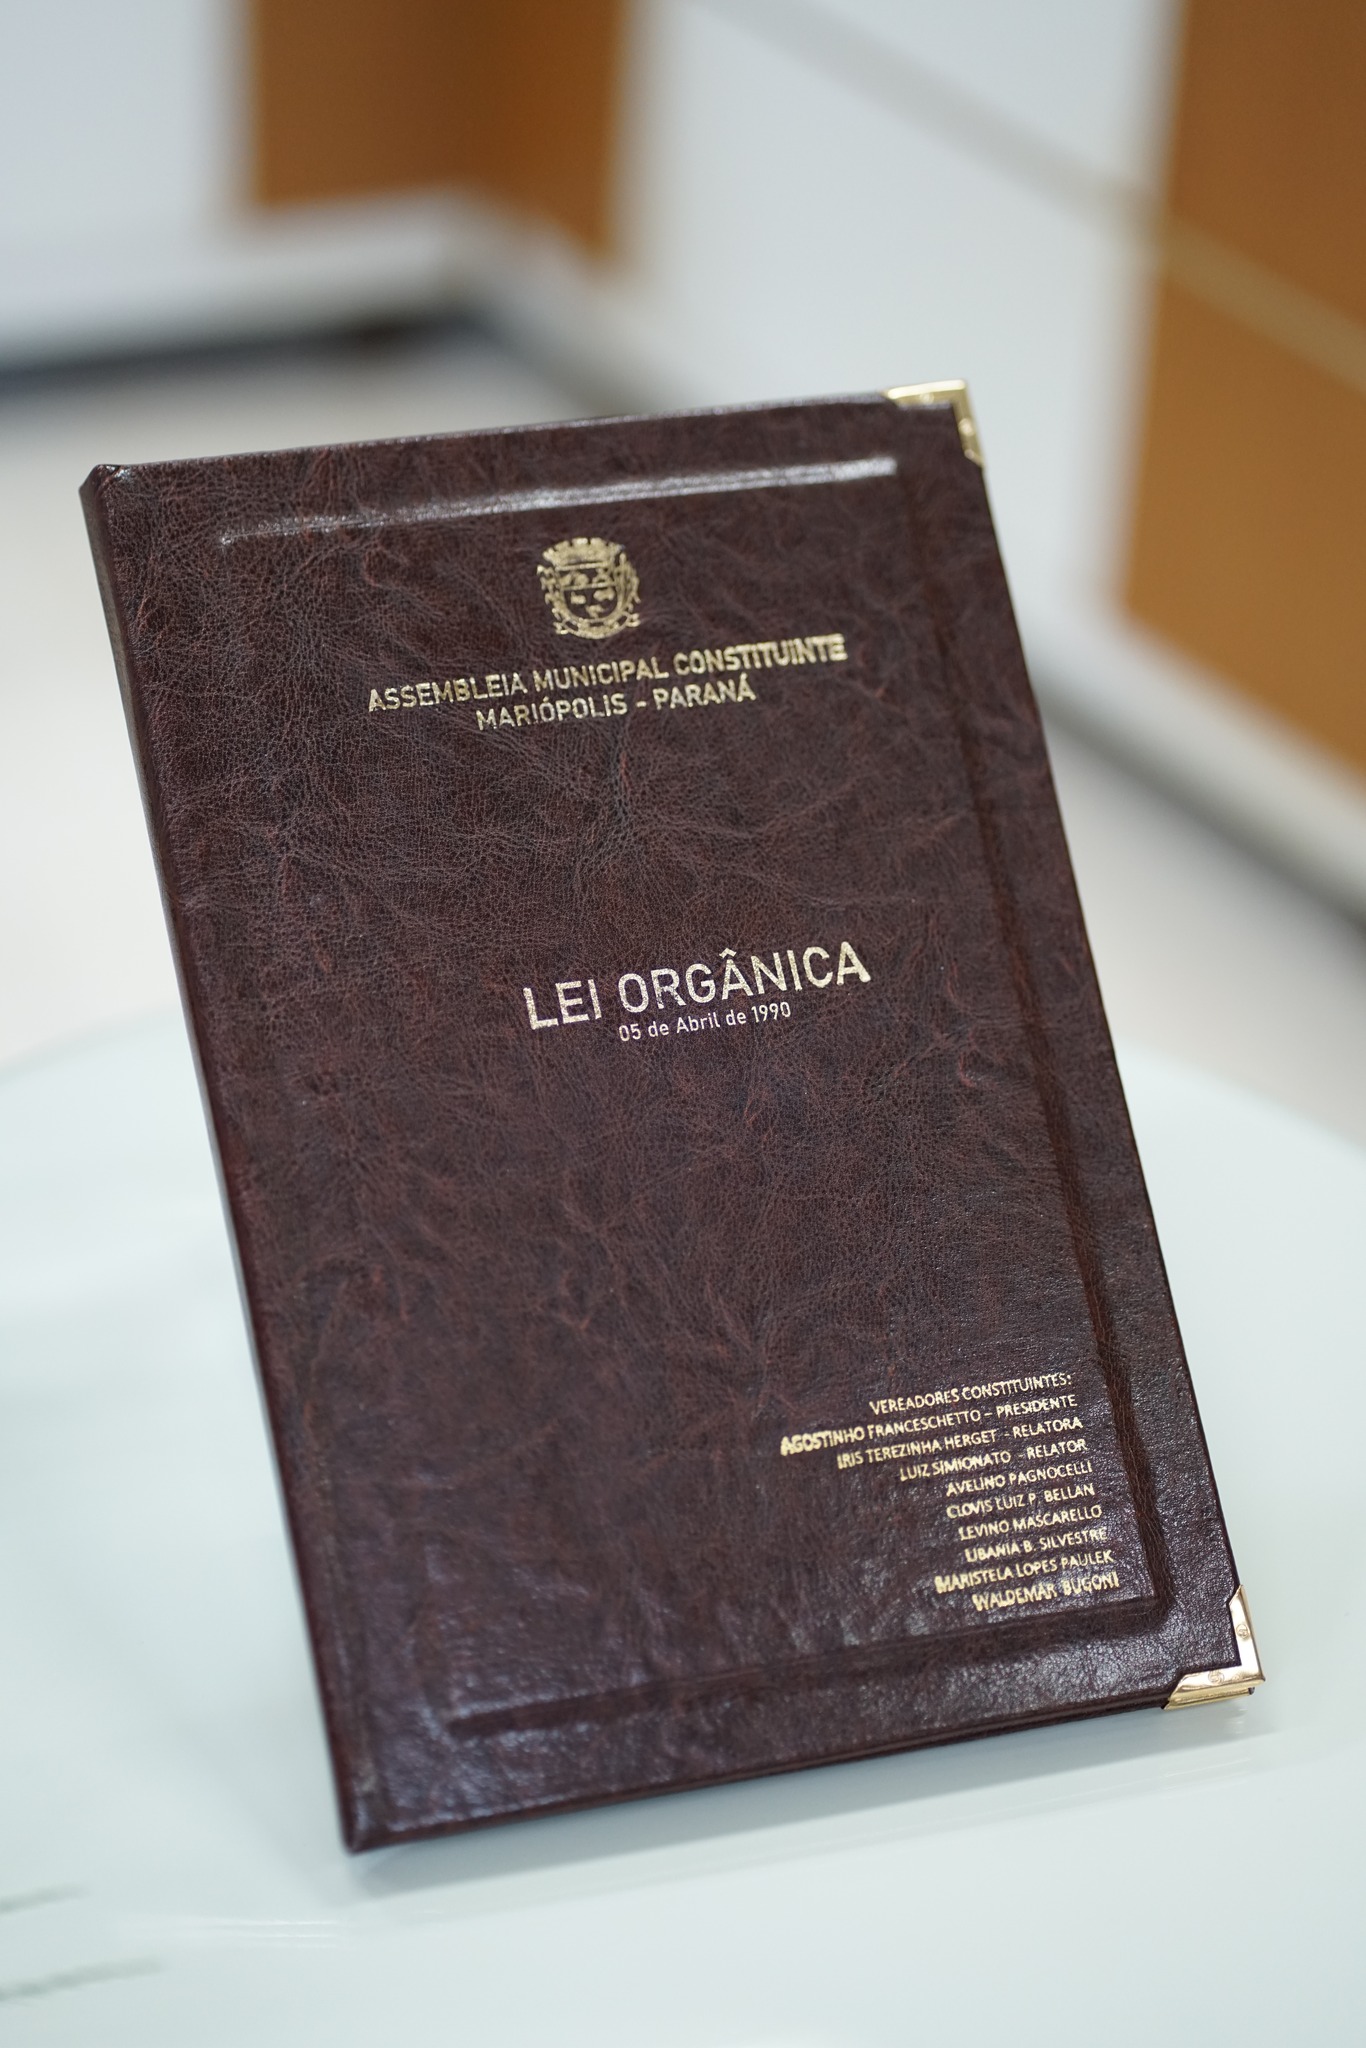 ASSEMBLEIA MUNICIPAL CONSTITUINTE
MARIÓPOLIS - PARANÁ
LEI ORGÂNICA
05 de Abril de 1990
VEREADORES CONSTITUINTES:
AGOSTINHO FRANCESCHETTO - PRESIDENTE
IRIS TEREZINHA HERGET - RELATORA
LUIZ SIMIONATO - RELATOR
AVELINO PAGNOCELLI
CLOVIS LUIZ P. BELLAN
LEVINO MASCARELLO
LIBANIA B. SILVESTRE
MARISTELA LOPES PAULEK
WALDEMAR BUGONI